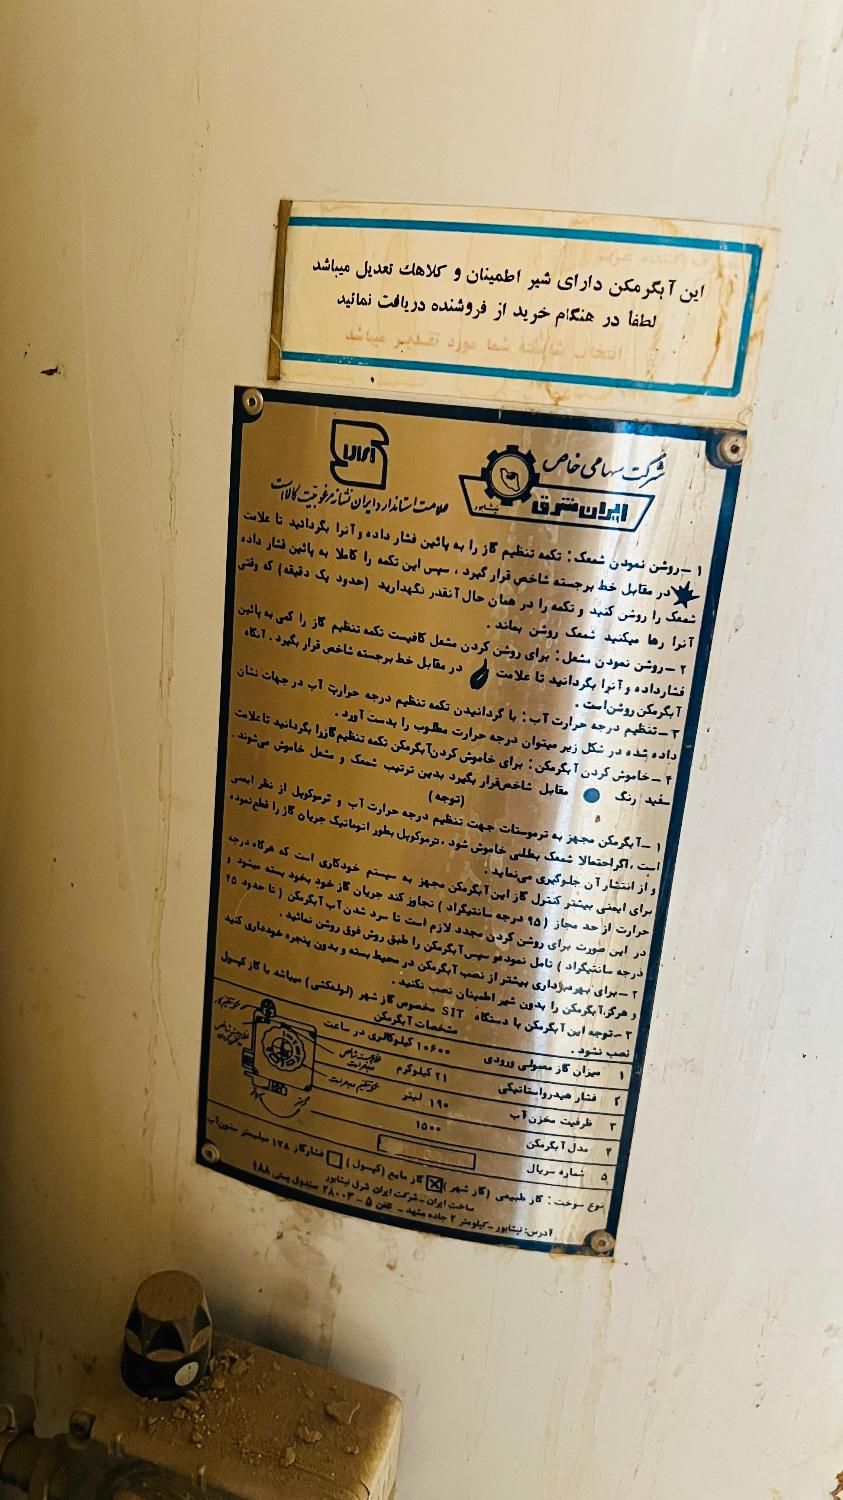 این آبگرمکن دارای شیر اطمینان و کلاهك تعدیل میباشد
لطفا در هنگام خرید از فروشنده دریافت نمائید
انتخاب شما مورد تقدیر میباشد
شرکت سهامی خاص
ایران شرق
نیشابور
علامت استاندارد ایران نشانه مرغوبیت کالاست
۱ – روشن نمودن شمعک : تکمه تنظیم گاز را به پائین فشار داده و آنرا بگردانید تا علامت
در مقابل خط برجسته شاخص قرار گیرد ، سپس این تکمه را کاملا به پائین فشار داده
شمعک را روشن کنید و تکمه را در همان حال آنقدر نگهدارید (حدود یک دقیقه) که وقتی
آنرا رها میکنید شمعک روشن بماند .
۲ – روشن نمودن مشعل : برای روشن کردن مشعل کافیست تکمه تنظیم گاز را کمی به پائین
فشار داده و آنرا بگردانید تا علامت در مقابل خط برجسته شاخص قرار بگیرد . آنگاه
آبگرمکن روشن است .
۳ – تنظیم درجه حرارت آب : با گردانیدن تکمه تنظیم درجه حرارت آب در جهات نشان
داده شده در شکل زیر میتوان درجه حرارت مطلوب را بدست آورد .
۴ – خاموش کردن آبگرمکن : برای خاموش کردن آبگرمکن تکمه تنظیم گاز را بگردانید تا علامت
سفید رنگ مقابل شاخص قرار بگیرد بدین ترتیب شمعک و مشعل خاموش می‌شوند .
(توجه)
۱ – آبگرمکن مجهز به ترموستات جهت تنظیم درجه حرارت آب و ترموکوپل از نظر ایمنی
است ، اگر احتمالا شمعک بعللی خاموش شود ، ترموکوپل بطور اتوماتیک جریان گاز را قطع نموده
و از انتشار آن جلوگیری می‌نماید .
برای ایمنی بیشتر کنترل گاز این آبگرمکن مجهز به سیستم خودکاری است که هرگاه درجه
حرارت از حد مجاز ( ۹۵ درجه سانتیگراد ) تجاوز کند جریان گاز خود بخود بسته میشود و
در این صورت برای روشن کردن مجدد لازم است تا سرد شدن آب آبگرمکن ( تا حدود ۲۵
درجه سانتیگراد ) تامل نموده و سپس آبگرمکن را طبق روش فوق روشن نمائید .
۲ – برای بهره‌برداری بیشتر از نصب آبگرمکن در محیط بسته و بدون پنجره خودداری کنید
و هرگز آبگرمکن را بدون شیر اطمینان نصب نکنید .
۳ – توجه این آبگرمکن با دستگاه SIT مخصوص گاز شهر (لوله‌کشی) میباشد با گاز کپسول
نصب نشود .
مشخصات آبگرمکن
۱ میزان گاز معمولی ورودی ۱۰۶۰۰ کیلوکالری در ساعت
۲ فشار هیدرواستاتیکی ۲۱ کیلوگرم
۳ ظرفیت مخزن آب ۱۹۰ لیتر
۴ مدل آبگرمکن ۱۵۰۰
۵ شماره سریال
نوع سوخت : گاز طبیعی (گاز شهر) گاز مایع (کپسول) فشار گاز ۱۷۸ میلیمتر ستون آب
ساخت ایران – شرکت ایران شرق نیشابور
آدرس: نیشابور – کیلومتر ۲ جاده مشهد – تلفن ۵ – ۲۸۰۰۳ صندوق پستی ۱۸۸